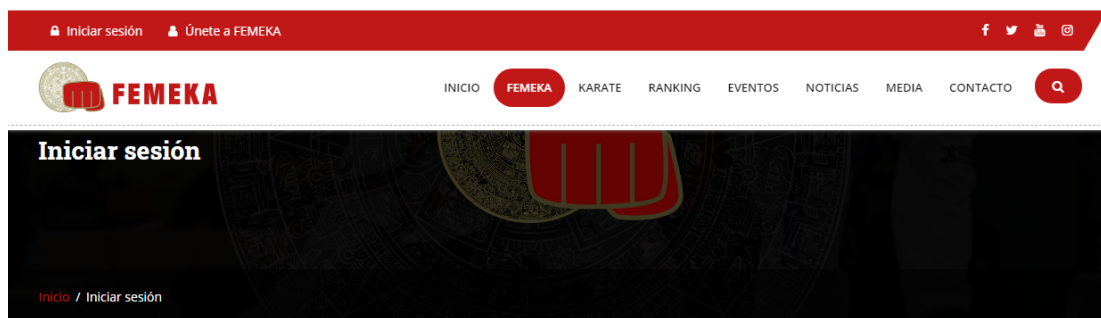 Iniciar sesión Únete a FEMEKA
FEMEKA INICIO FEMEKA KARATE RANKING EVENTOS NOTICIAS MEDIA CONTACTO
Iniciar sesión
Inicio / Iniciar sesión